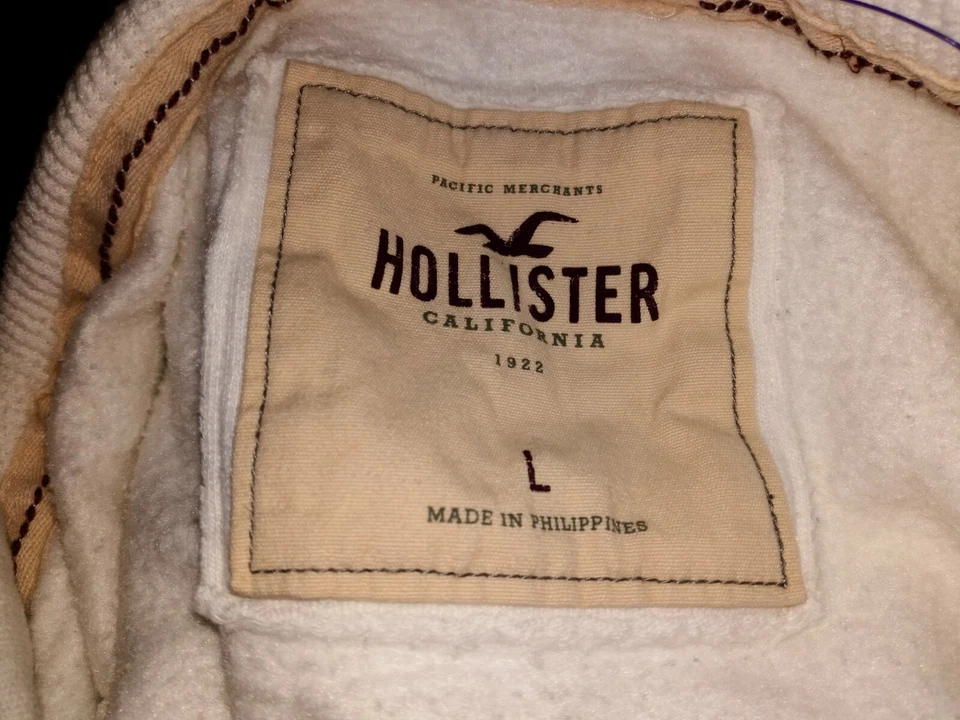 PACIFIC MERCHANTS
HOLLISTER
CALIFORNIA
1922
L
MADE IN PHILIPPINES